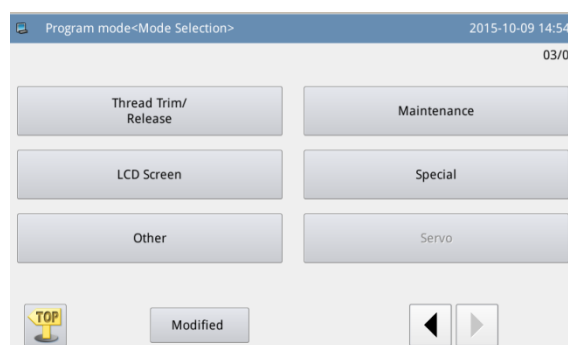 Program mode<Mode Selection> 2015-10-09 14:54
03/0
Thread Trim/
Release
Maintenance
LCD Screen
Special
Other
Servo
TOP
Modified